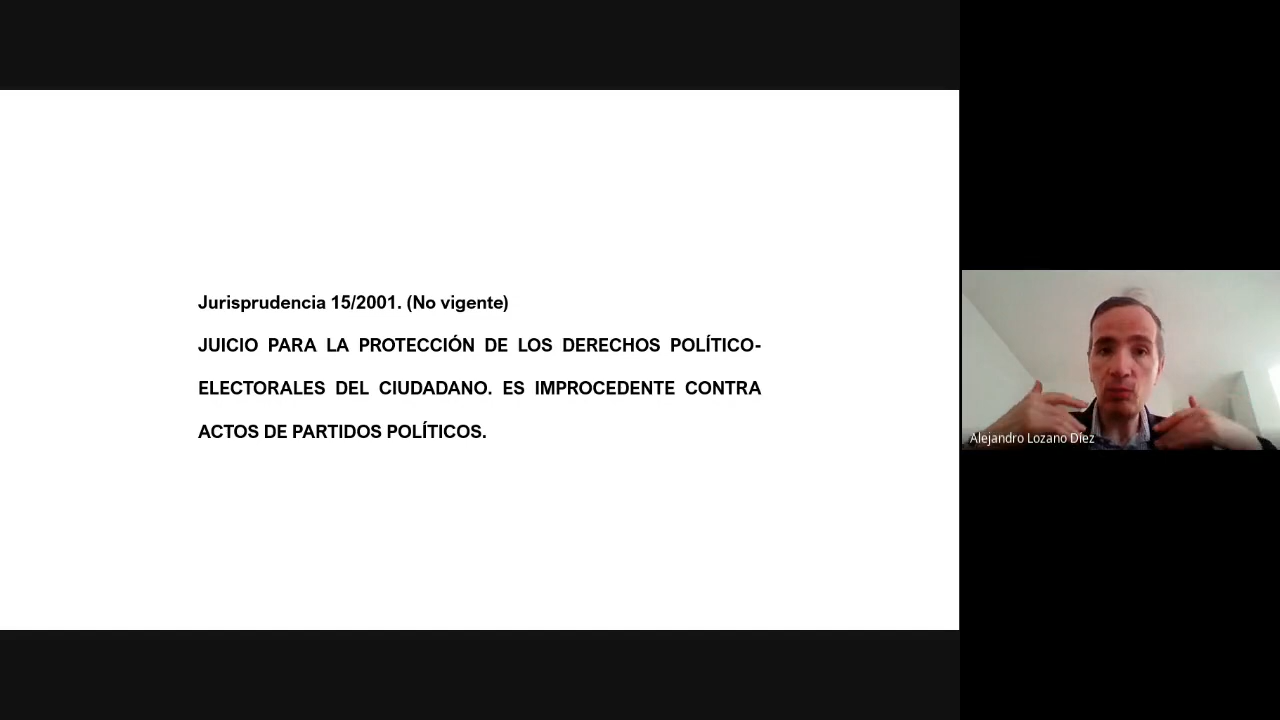 Jurisprudencia 15/2001. (No vigente)
JUICIO PARA LA PROTECCIÓN DE LOS DERECHOS POLÍTICO-
ELECTORALES DEL CIUDADANO. ES IMPROCEDENTE CONTRA
ACTOS DE PARTIDOS POLÍTICOS.
Alejandro Lozano Díez